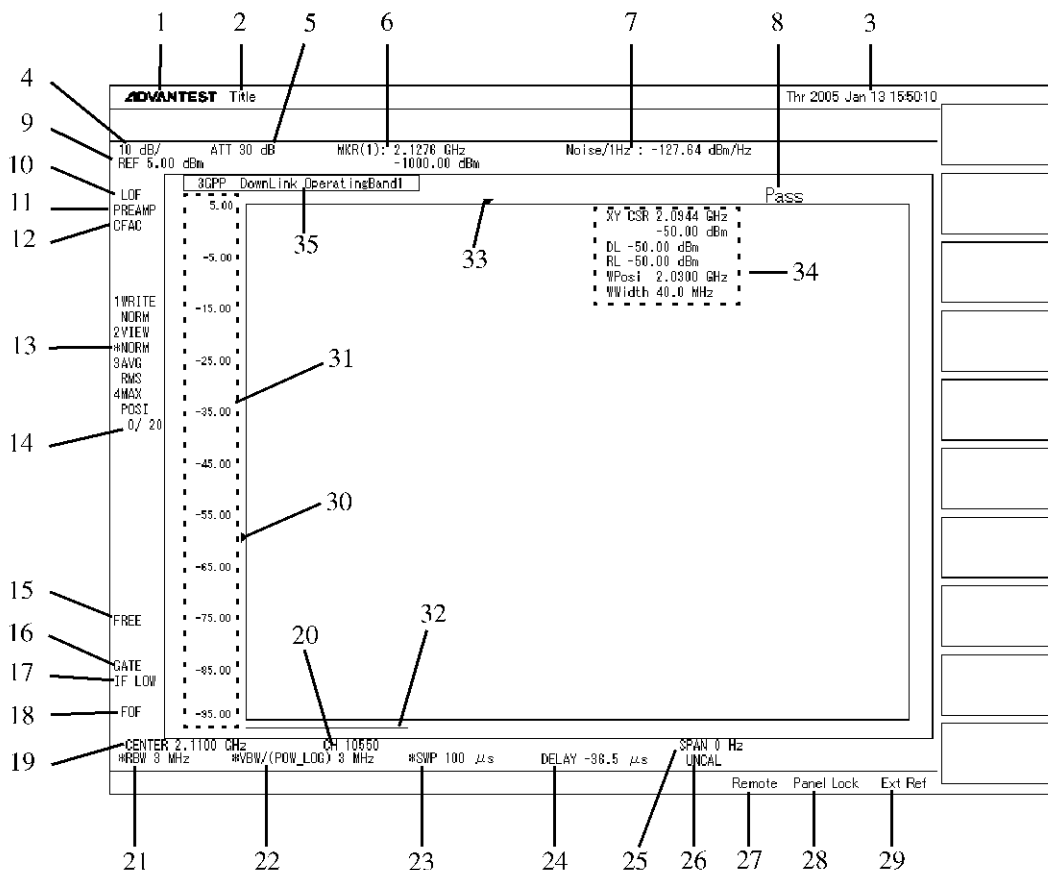 1 2 5 6 7 8 3
4
ADVANTEST Title Thr 2005 Jan 13 15:50:10
9
10 dB/ ATT 30 dB MKR(1): 2.1276 GHz Noise/1Hz : -127.64 dBm/Hz
REF 5.00 dBm -1000.00 dBm
10
3GPP DownLink OperatingBand1 Pass
LOF
11
PREAMP
12
CFAC
5.00
35
33
XY CSR 2.0944 GHz
-50.00 dBm
DL -50.00 dBm
RL -50.00 dBm
WPosi 2.0300 GHz
WWidth 40.0 MHz
34
-5.00
1WRITE
NORM
-15.00
2VIEW
13
*NORM
3AVG
RMS
-25.00
31
4MAX
POSI
-35.00
14
0/ 20
-45.00
30
-55.00
-65.00
15
FREE
-75.00
32
16
20
GATE
17
IF LOW
-85.00
18
FOF
-95.00
19
CENTER 2.1100 GHz CH 10550 SPAN 0 Hz
*RBW 3 MHz *VBW/(POW_LOG) 3 MHz *SWP 100 μs DELAY -36.5 μs UNCAL
Remote Panel Lock Ext Ref
21 22 23 24 25 26 27 28 29